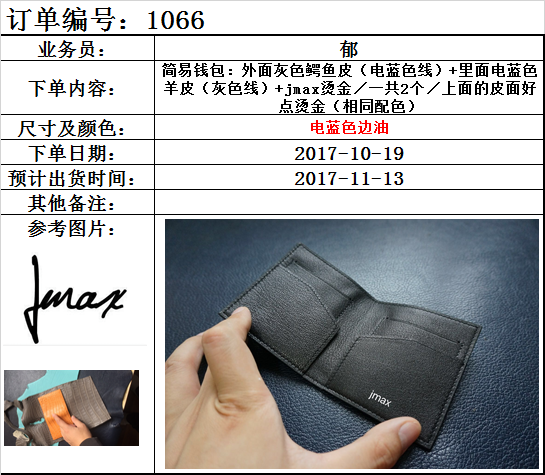 订单编号：1066
业务员：
郁
下单内容：
简易钱包：外面灰色鳄鱼皮（电蓝色线）+里面电蓝色
羊皮（灰色线）+jmax烫金／一共2个／上面的皮面好
点烫金（相同配色）
尺寸及颜色：
电蓝色边油
下单日期：
2017-10-19
预计出货时间：
2017-11-13
其他备注：
参考图片：
Jmax
jmax